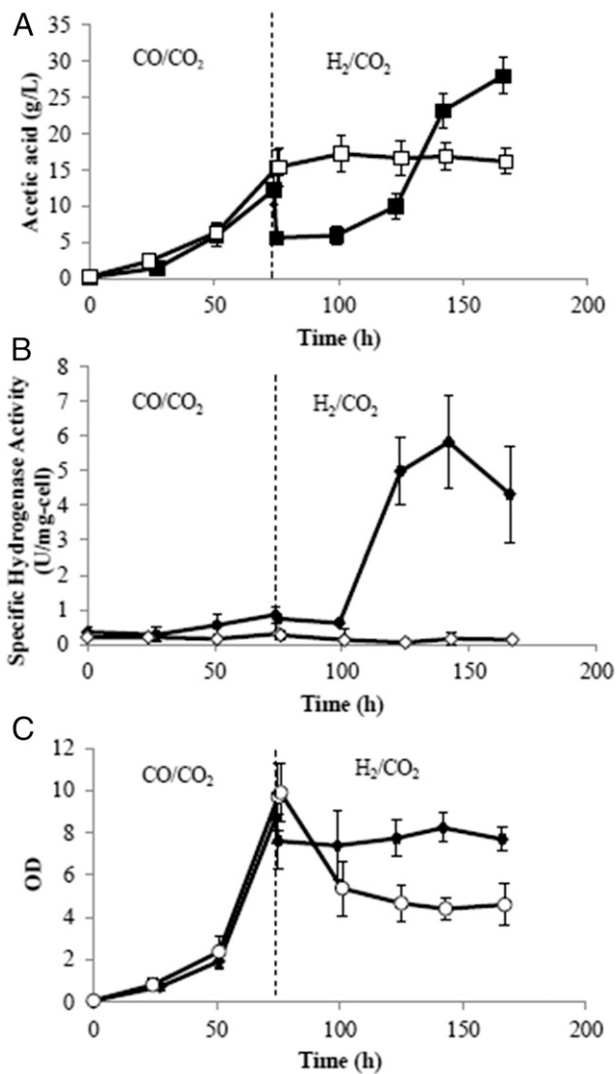 A
35
30
25
20
15
10
5
0
Acetic acid (g/L)
CO/CO₂
H₂/CO₂
0 50 100 150 200
Time (h)
B
8
7
6
5
4
3
2
1
0
Specific Hydrogenase Activity
(U/mg-cell)
CO/CO₂
H₂/CO₂
0 50 100 150 200
Time (h)
C
12
10
8
6
4
2
0
OD
CO/CO₂
H₂/CO₂
0 50 100 150 200
Time (h)